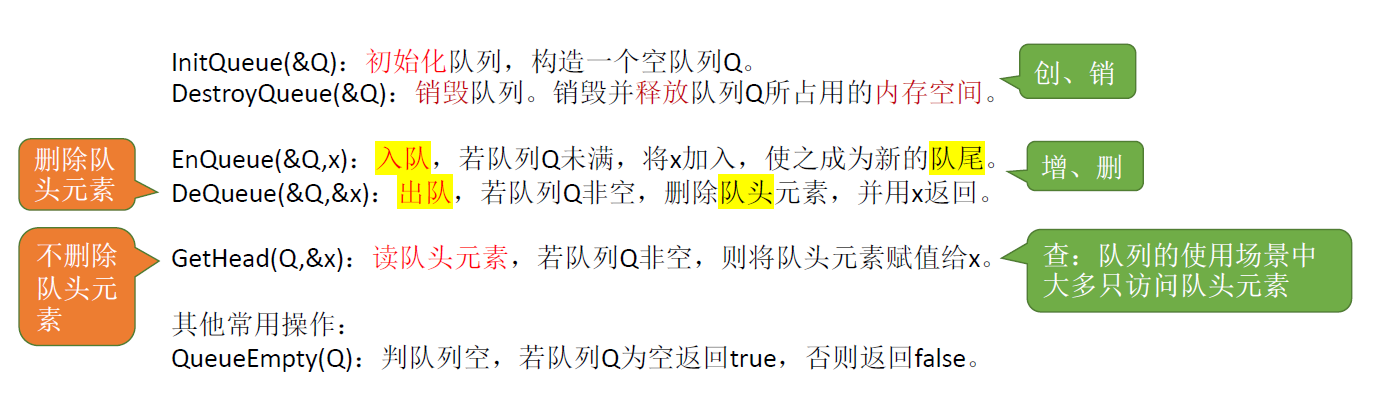 InitQueue(&Q)：初始化队列，构造一个空队列Q。
DestroyQueue(&Q)：销毁队列。销毁并释放队列Q所占用的内存空间。
创、销
删除队
头元素
EnQueue(&Q,x)：入队，若队列Q未满，将x加入，使之成为新的队尾。
DeQueue(&Q,&x)：出队，若队列Q非空，删除队头元素，并用x返回。
增、删
不删除
队头元
素
GetHead(Q,&x)：读队头元素，若队列Q非空，则将队头元素赋值给x。
查：队列的使用场景中
大多只访问队头元素
其他常用操作：
QueueEmpty(Q)：判队列空，若队列Q为空返回true，否则返回false。